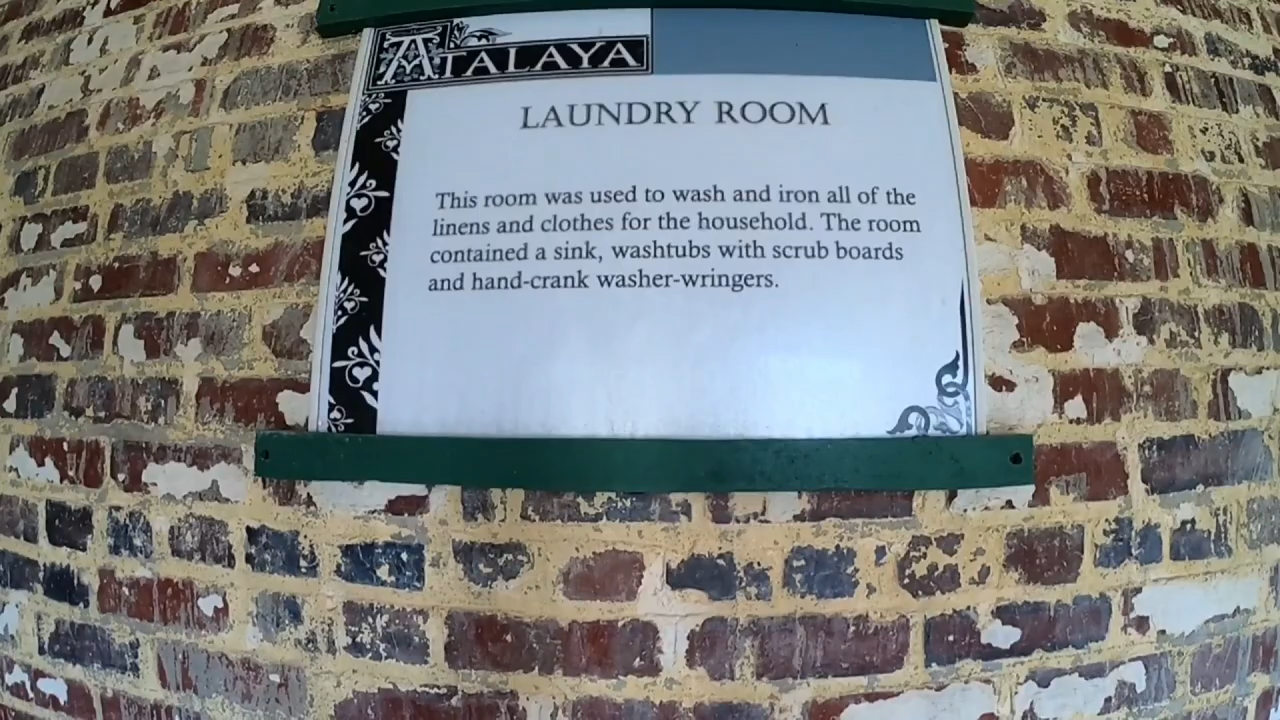 ATALAYA
LAUNDRY ROOM
This room was used to wash and iron all of the
linens and clothes for the household. The room
contained a sink, washtubs with scrub boards
and hand-crank washer-wringers.